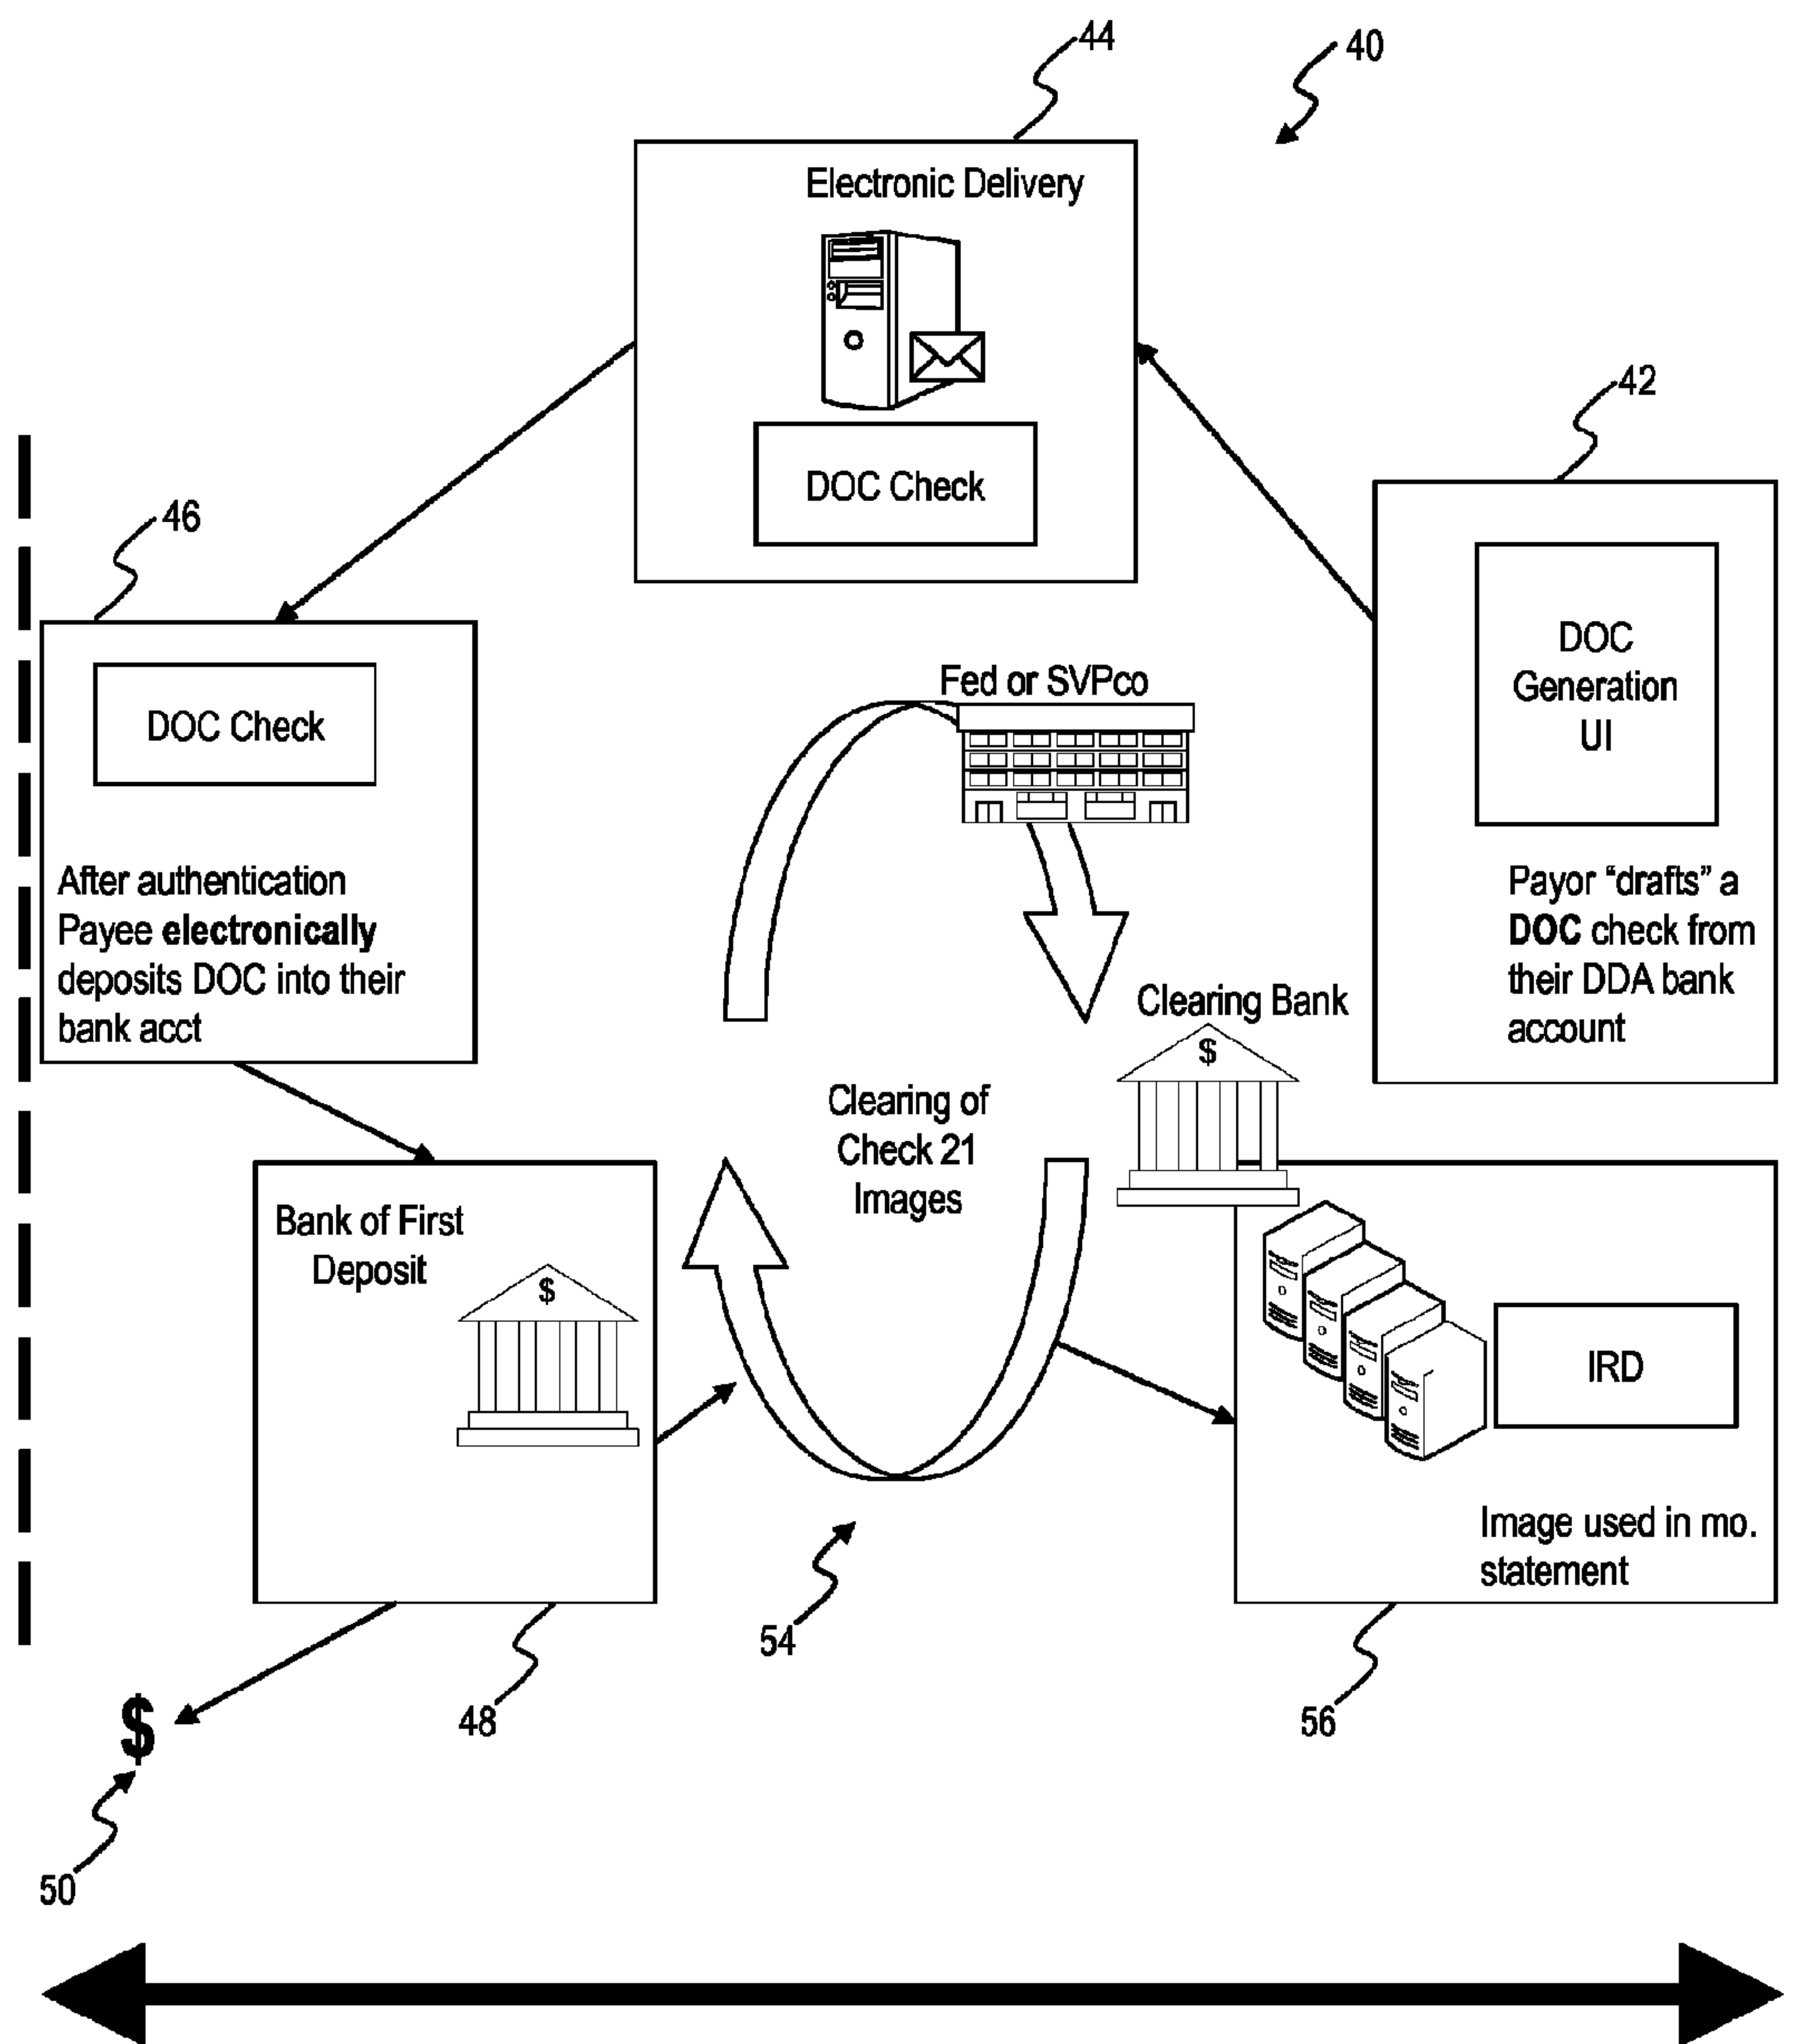 44
40
Electronic Delivery
DOC Check
42
46
DOC Check
After authentication
Payee electronically
deposits DOC into their
bank acct
Fed or SVPco
DOC
Generation
UI
Payor “drafts” a
DOC check from
their DDA bank
account
Clearing Bank
$
Clearing of
Check 21
Images
Bank of First
Deposit
$
IRD
Image used in mo.
statement
54
48
56
$
50